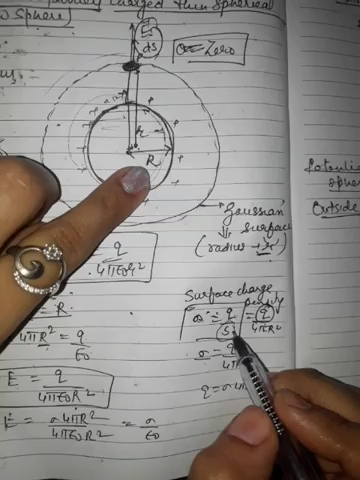 charged thin spherical
Sphere)
E
ds
θ = Zero
r
R
Gaussian
surface
(radius = r)
q
4πε0R²
= R
4πR² = q
ε0
E = q
4πε0R²
E = σ4πR² = σ
4πε0R² ε0
Surface charge
density
σ = q = q
S 4πR²
σ = q
4π
q = σ4π
Potential
sphere
Outside